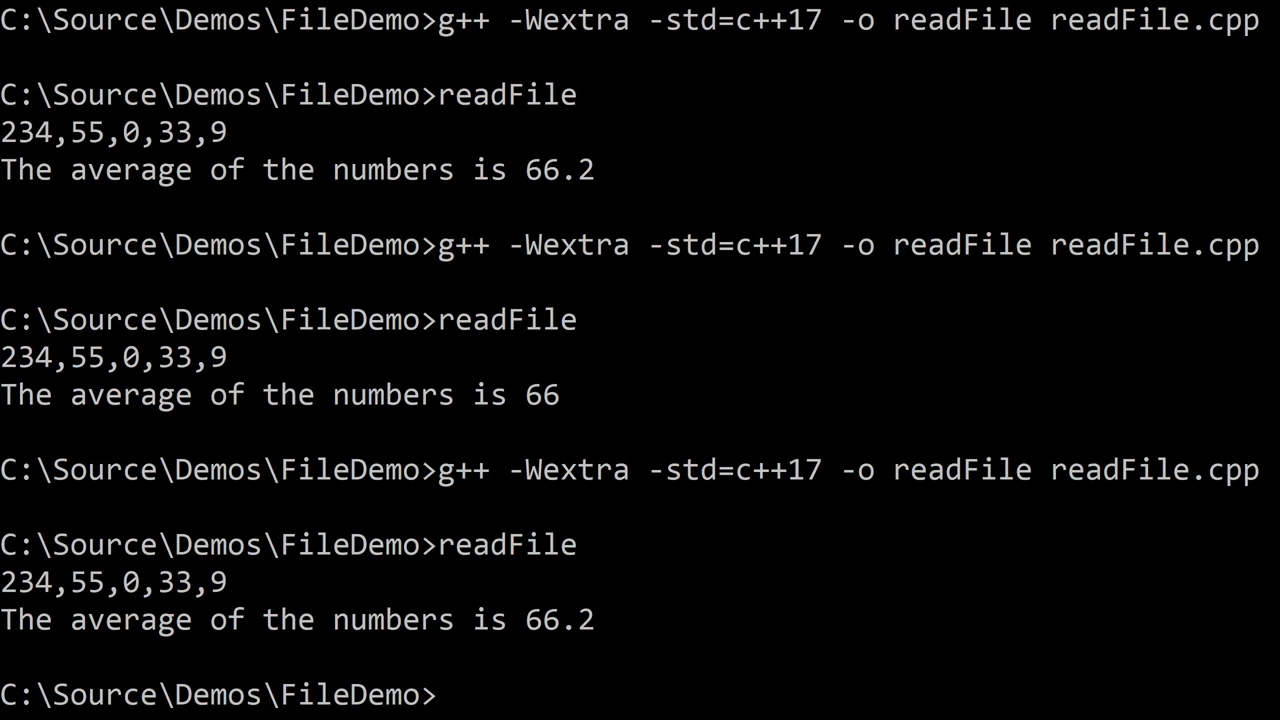 C:\Source\Demos\FileDemo>g++ -Wextra -std=c++17 -o readFile readFile.cpp
C:\Source\Demos\FileDemo>readFile
234,55,0,33,9
The average of the numbers is 66.2
C:\Source\Demos\FileDemo>g++ -Wextra -std=c++17 -o readFile readFile.cpp
C:\Source\Demos\FileDemo>readFile
234,55,0,33,9
The average of the numbers is 66
C:\Source\Demos\FileDemo>g++ -Wextra -std=c++17 -o readFile readFile.cpp
C:\Source\Demos\FileDemo>readFile
234,55,0,33,9
The average of the numbers is 66.2
C:\Source\Demos\FileDemo>